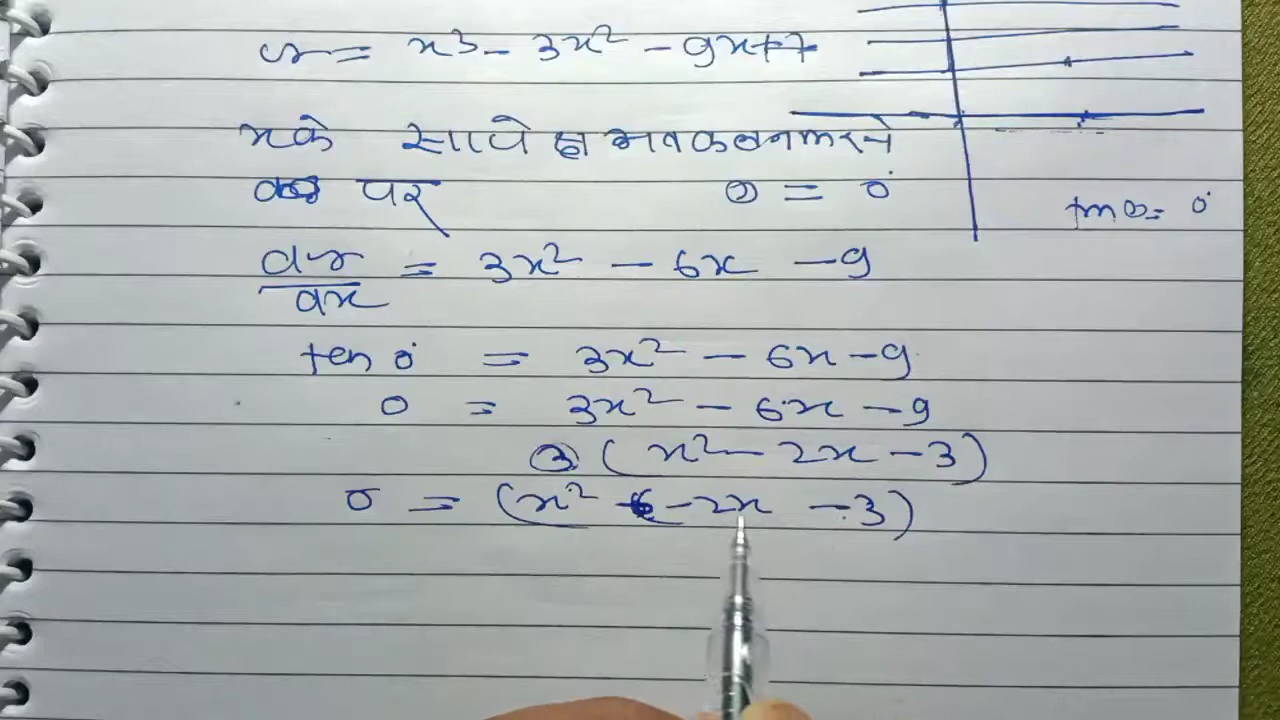 y = x³ - 3x² - 9x + 7
x के सापेक्ष अवकलन करने
पर θ = 0°
tan θ = 0°
dy/dx = 3x² - 6x - 9
ten 0° = 3x² - 6x - 9
0 = 3x² - 6x - 9
3 (x² - 2x - 3)
0 = (x² - 2x - 3)